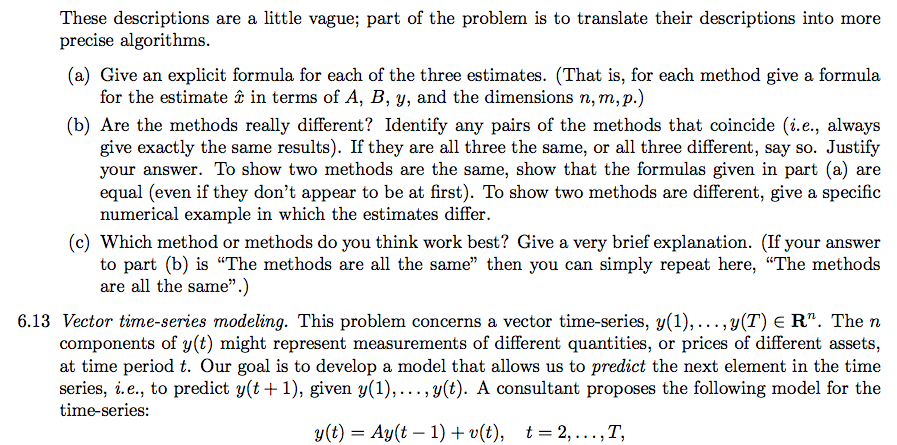 These descriptions are a little vague; part of the problem is to translate their descriptions into more
precise algorithms.
(a) Give an explicit formula for each of the three estimates. (That is, for each method give a formula
for the estimate x̂ in terms of A, B, y, and the dimensions n, m, p.)
(b) Are the methods really different? Identify any pairs of the methods that coincide (i.e., always
give exactly the same results). If they are all three the same, or all three different, say so. Justify
your answer. To show two methods are the same, show that the formulas given in part (a) are
equal (even if they don't appear to be at first). To show two methods are different, give a specific
numerical example in which the estimates differ.
(c) Which method or methods do you think work best? Give a very brief explanation. (If your answer
to part (b) is "The methods are all the same" then you can simply repeat here, "The methods
are all the same".)
6.13 Vector time-series modeling. This problem concerns a vector time-series, y(1), . . . , y(T) ∈ Rⁿ. The n
components of y(t) might represent measurements of different quantities, or prices of different assets,
at time period t. Our goal is to develop a model that allows us to predict the next element in the time
series, i.e., to predict y(t + 1), given y(1), . . . , y(t). A consultant proposes the following model for the
time-series:
y(t) = Ay(t − 1) + v(t), t = 2, . . . , T,